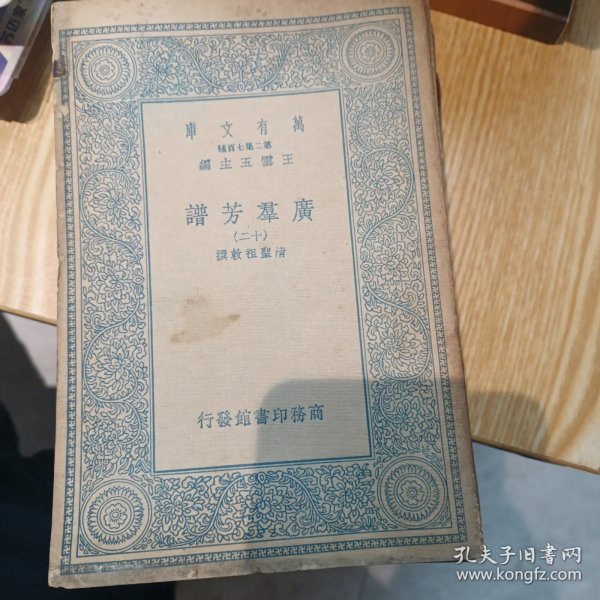 萬有文庫
第二集七百種
王雲五主編
廣羣芳譜
(十二)
清聖祖敕撰
商務印書館發行
孔夫子旧书网
www.kongfz.com